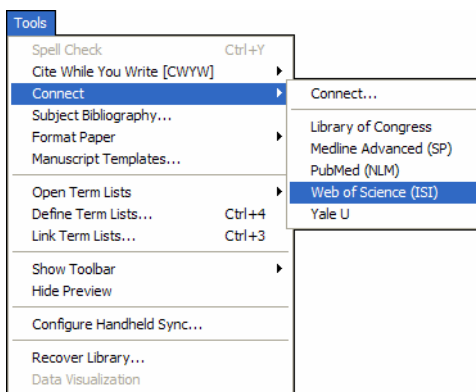 Tools
Spell Check Ctrl+Y
Cite While You Write [CWYW]
Connect
Subject Bibliography...
Format Paper
Manuscript Templates...
Open Term Lists
Define Term Lists... Ctrl+4
Link Term Lists... Ctrl+3
Show Toolbar
Hide Preview
Configure Handheld Sync...
Recover Library...
Data Visualization
Connect...
Library of Congress
Medline Advanced (SP)
PubMed (NLM)
Web of Science (ISI)
Yale U